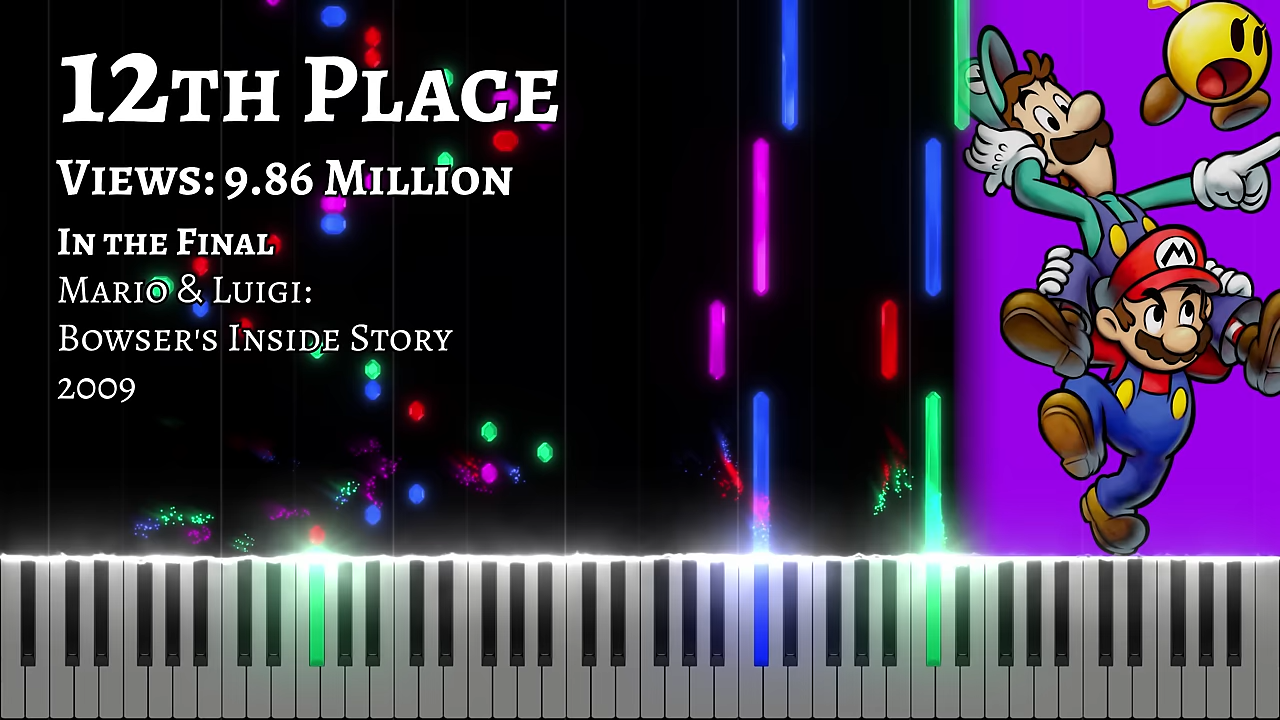 12th Place
Views: 9.86 Million
In the Final
Mario & Luigi:
Bowser's Inside Story
2009
M